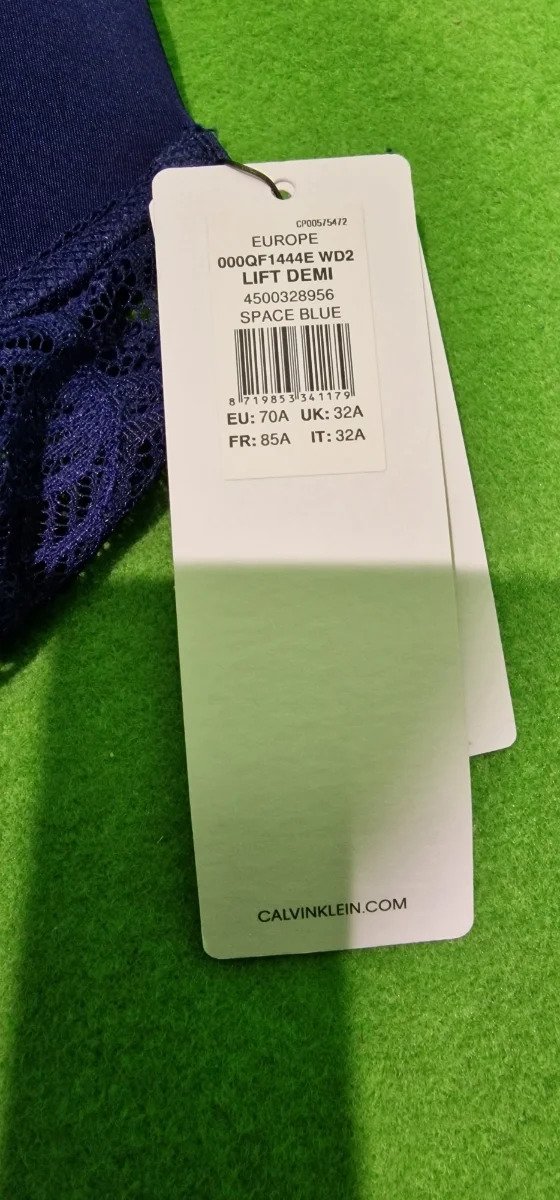 CP00575472
EUROPE
000QF1444E WD2
LIFT DEMI
4500328956
SPACE BLUE
8 719853 341179
EU: 70A UK: 32A
FR: 85A IT: 32A
CALVINKLEIN.COM